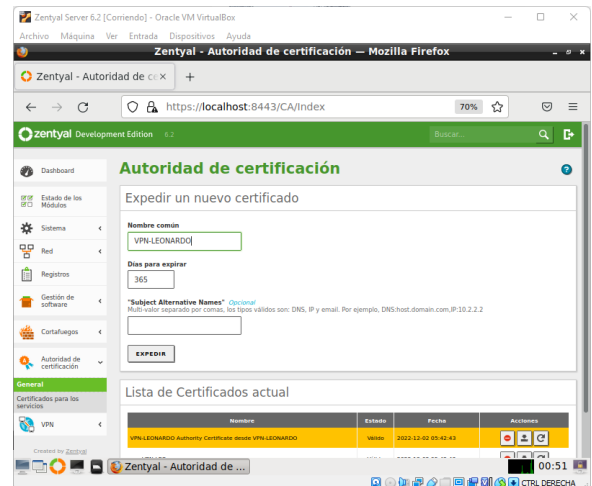 Zentyal Server 6.2 [Corriendo] - Oracle VM VirtualBox
Archivo Máquina Ver Entrada Dispositivos Ayuda
Zentyal - Autoridad de certificación — Mozilla Firefox
Zentyal - Autoridad de ce
https://localhost:8443/CA/Index
70%
zentyal Development Edition 6.2
Buscar...
Dashboard
Estado de los
Módulos
Sistema
Red
Registros
Gestión de
software
Cortafuegos
Autoridad de
certificación
General
Certificados para los
servicios
VPN
Created by Zentyal
Autoridad de certificación
Expedir un nuevo certificado
Nombre común
VPN-LEONARDO
Días para expirar
365
"Subject Alternative Names" Opcional
Multi-valor separado por comas, los tipos válidos son: DNS, IP y email. Por ejemplo, DNS:host.domain.com,IP:10.2.2.2
EXPEDIR
Lista de Certificados actual
Nombre Estado Fecha Acciones
VPN-LEONARDO Authority Certificate desde VPN-LEONARDO Válido 2022-12-02 05:42:43
Zentyal - Autoridad de ...
00:51
CTRL DERECHA